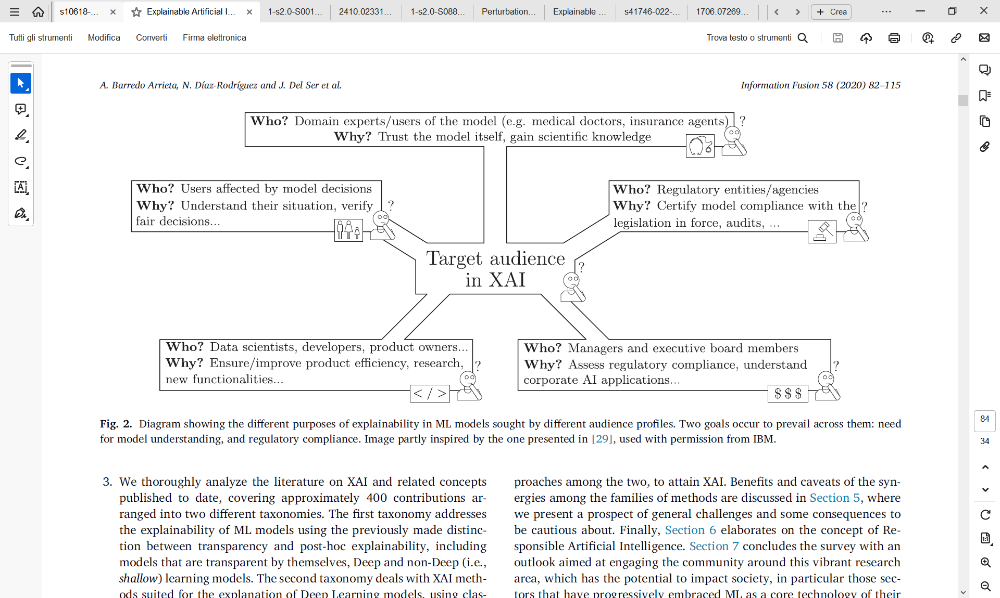 s10618-...
Explainable Artificial I...
1-s2.0-S001...
2410.02331...
1-s2.0-S088...
Perturbation...
Explainable ...
s41746-022-...
1706.07269...
Crea
Tutti gli strumenti
Modifica
Converti
Firma elettronica
Trova testo o strumenti
A. Barredo Arrieta, N. Díaz-Rodríguez and J. Del Ser et al.
Information Fusion 58 (2020) 82–115
Who? Domain experts/users of the model (e.g. medical doctors, insurance agents)
?
Why? Trust the model itself, gain scientific knowledge
Who? Users affected by model decisions
Why? Understand their situation, verify
?
fair decisions...
Who? Regulatory entities/agencies
Why? Certify model compliance with the
?
legislation in force, audits, ...
Target audience
in XAI
?
Who? Data scientists, developers, product owners...
Why? Ensure/improve product efficiency, research,
?
new functionalities...
< / >
Who? Managers and executive board members
Why? Assess regulatory compliance, understand
?
corporate AI applications...
$ $ $
Fig. 2. Diagram showing the different purposes of explainability in ML models sought by different audience profiles. Two goals occur to prevail across them: need
for model understanding, and regulatory compliance. Image partly inspired by the one presented in [29], used with permission from IBM.
3. We thoroughly analyze the literature on XAI and related concepts
published to date, covering approximately 400 contributions ar-
ranged into two different taxonomies. The first taxonomy addresses
the explainability of ML models using the previously made distinc-
tion between transparency and post-hoc explainability, including
models that are transparent by themselves, Deep and non-Deep (i.e.,
shallow) learning models. The second taxonomy deals with XAI meth-
ods suited for the explanation of Deep Learning models, using clas-
proaches among the two, to attain XAI. Benefits and caveats of the syn-
ergies among the families of methods are discussed in Section 5, where
we present a prospect of general challenges and some consequences to
be cautious about. Finally, Section 6 elaborates on the concept of Re-
sponsible Artificial Intelligence. Section 7 concludes the survey with an
outlook aimed at engaging the community around this vibrant research
area, which has the potential to impact society, in particular those sec-
tors that have progressively embraced ML as a core technology of their
84
34
1:1